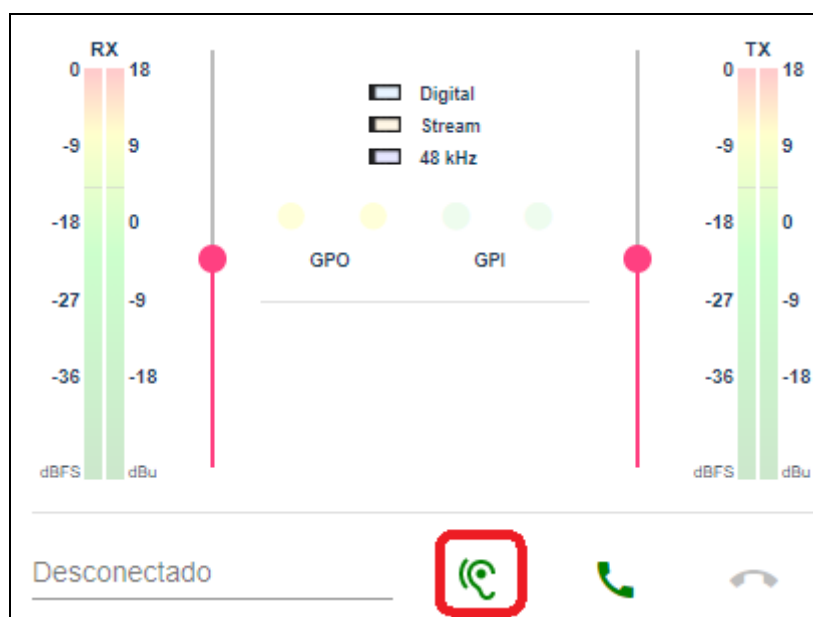 RX
TX
0 18
0 18
Digital
Stream
-9 9
-9 9
48 kHz
-18 0
-18 0
GPO GPI
-27 -9
-27 -9
-36 -18
-36 -18
dBFS dBu
dBFS dBu
Desconectado